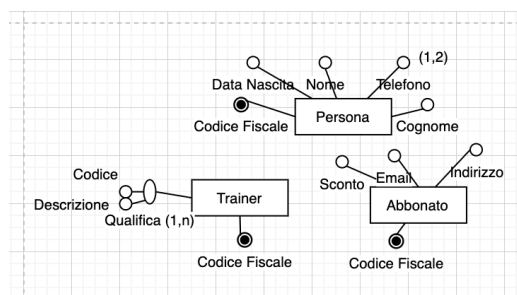 (1,2)
Data Nascita Nome Telefono
Codice Fiscale Persona Cognome
Codice
Descrizione
Qualifica (1,n)
Trainer
Codice Fiscale
Sconto Email Indirizzo
Abbonato
Codice Fiscale